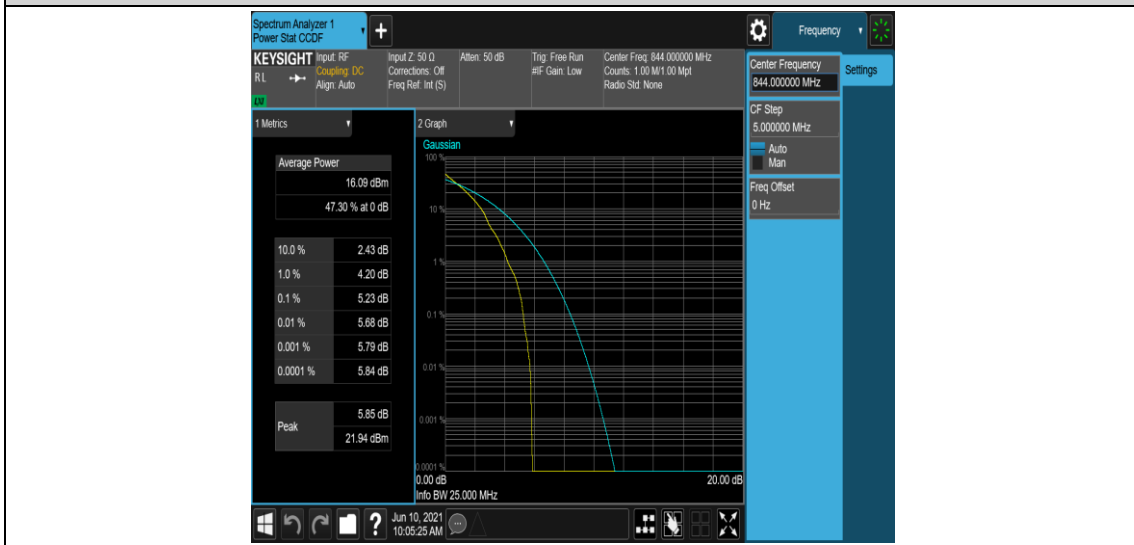 Spectrum Analyzer 1
Power Stat CCDF
+
Frequency
KEYSIGHT
RL
LXI
Input: RF
Coupling: DC
Align: Auto
Input Z: 50 Ω
Corrections: Off
Freq Ref: Int (S)
Atten: 50 dB
Trig: Free Run
#IF Gain: Low
Center Freq: 844.000000 MHz
Counts: 1.00 M/1.00 Mpt
Radio Std: None
Center Frequency
844.000000 MHz
Settings
CF Step
5.000000 MHz
Auto
Man
Freq Offset
0 Hz
1 Metrics
Average Power
16.09 dBm
47.30 % at 0 dB
10.0 % 2.43 dB
1.0 % 4.20 dB
0.1 % 5.23 dB
0.01 % 5.68 dB
0.001 % 5.79 dB
0.0001 % 5.84 dB
Peak
5.85 dB
21.94 dBm
2 Graph
Gaussian
100 %
10 %
1 %
0.1 %
0.01 %
0.001 %
0.0001 %
0.00 dB 20.00 dB
Info BW 25.000 MHz
?
Jun 10, 2021
10:05:25 AM